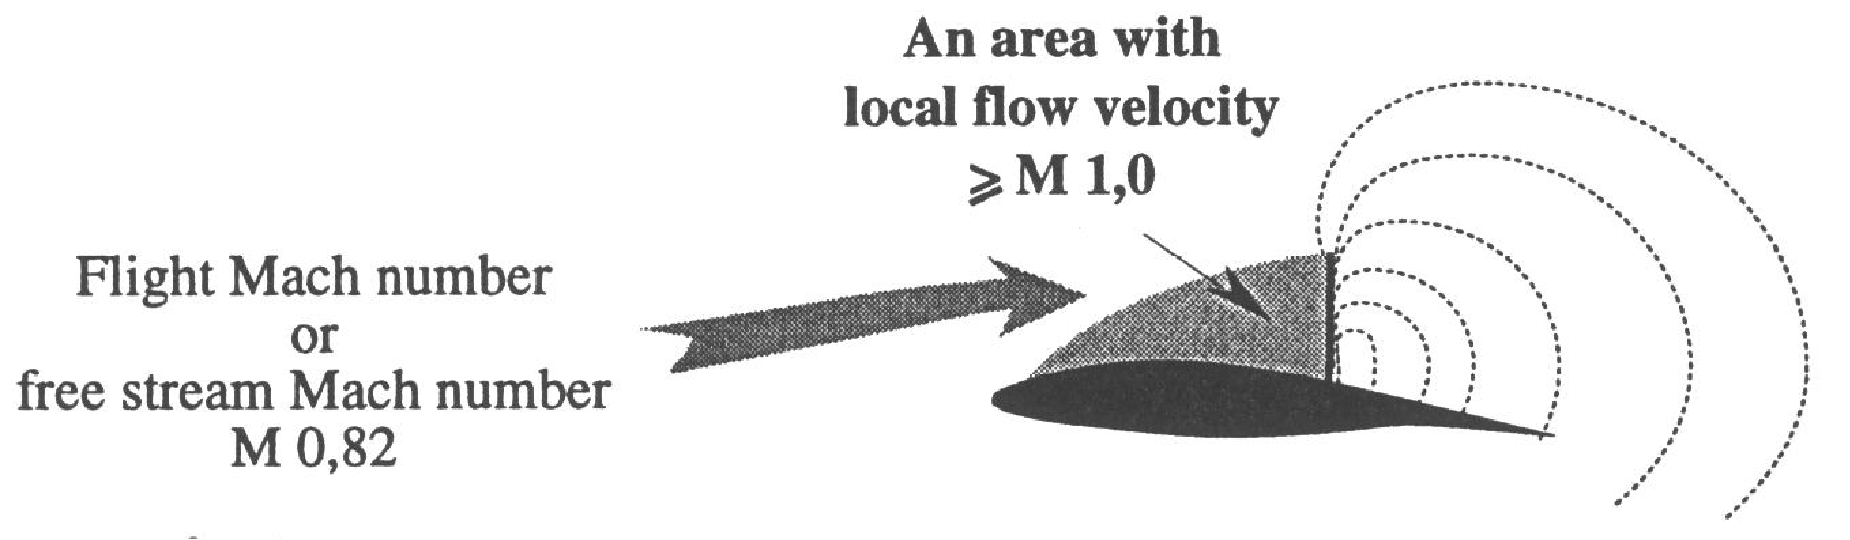 An area with
local flow velocity
⩾ M 1,0
Flight Mach number
or
free stream Mach number
M 0,82